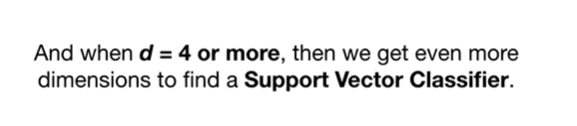 And when d = 4 or more, then we get even more
dimensions to find a Support Vector Classifier.